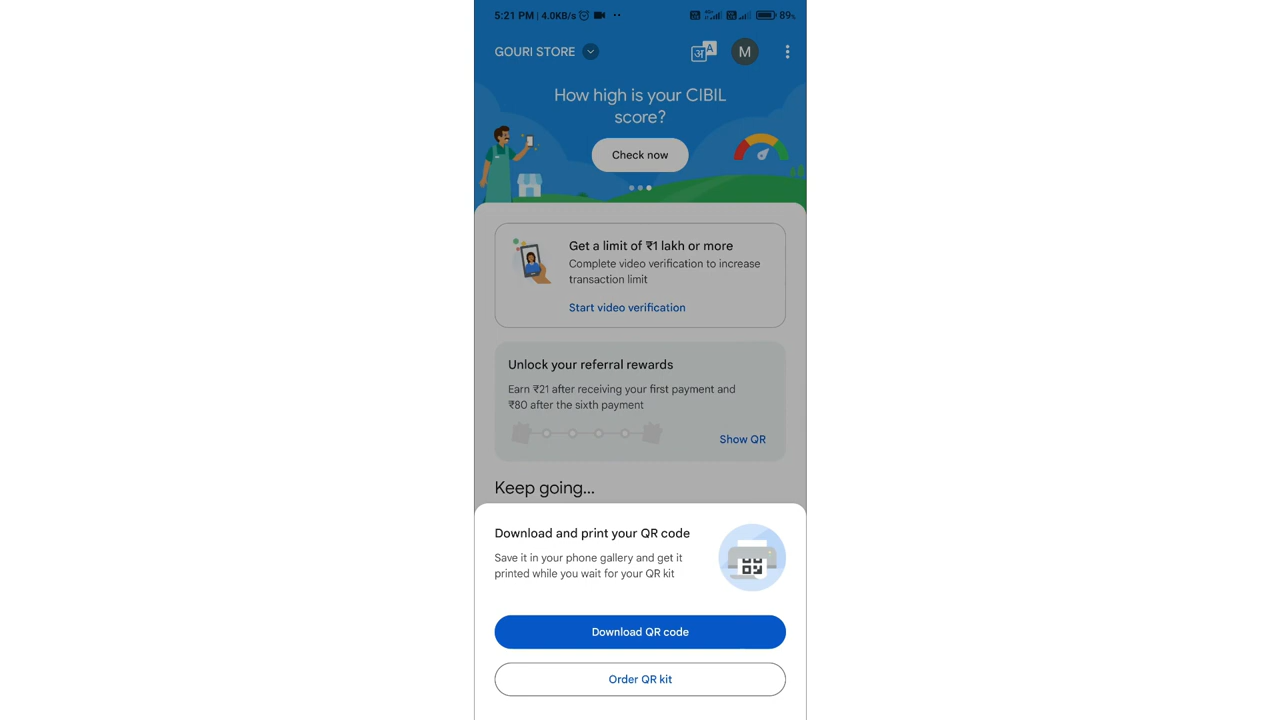 5:21 PM | 4.0KB/s
89%
GOURI STORE
अ A
M
How high is your CIBIL
score?
Check now
Get a limit of ₹1 lakh or more
Complete video verification to increase
transaction limit
Start video verification
Unlock your referral rewards
Earn ₹21 after receiving your first payment and
₹80 after the sixth payment
Show QR
Keep going...
Download and print your QR code
Save it in your phone gallery and get it
printed while you wait for your QR kit
Download QR code
Order QR kit